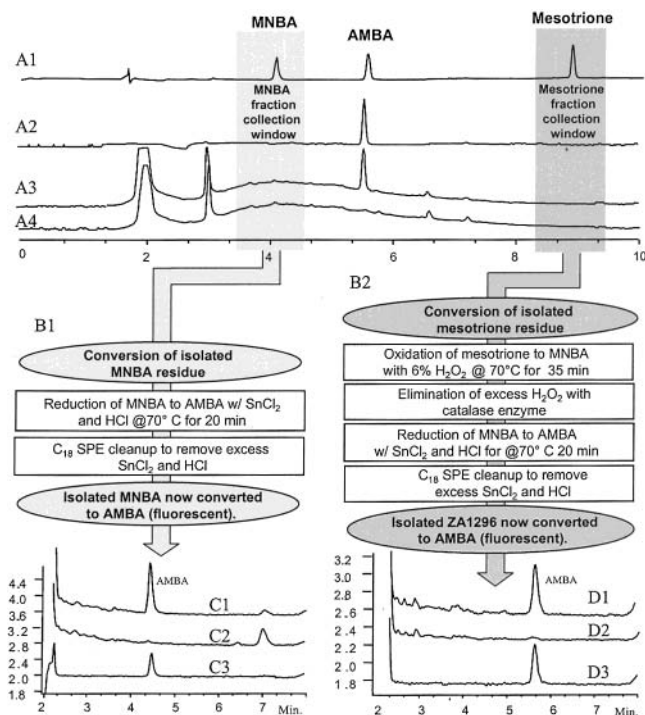 MNBA
AMBA
Mesotrione
A1
MNBA
fraction
collection
window
Mesotrione
fraction
collection
window
A2
A3
A4
0 2 4 6 8 10
B1
B2
Conversion of isolated
MNBA residue
Reduction of MNBA to AMBA w/ SnCl2
and HCl @70° C for 20 min
C18 SPE cleanup to remove excess
SnCl2 and HCl
Isolated MNBA now converted
to AMBA (fluorescent).
Conversion of isolated
mesotrione residue
Oxidation of mesotrione to MNBA
with 6% H2O2 @ 70°C for 35 min
Elimination of excess H2O2 with
catalase enzyme
Reduction of MNBA to AMBA
w/ SnCl2 and HCl for @70° C 20 min
C18 SPE cleanup to remove
excess SnCl2 and HCl
Isolated ZA1296 now converted
to AMBA (fluorescent).
4.4
4.0
3.6
3.2
2.8
2.4
2.0
1.8
AMBA
C1
C2
C3
2 3 4 5 6 7 Min.
3.2
3.0
2.8
2.6
2.4
2.2
2.0
1.8
AMBA
D1
D2
D3
2 3 4 5 6 7 Min.